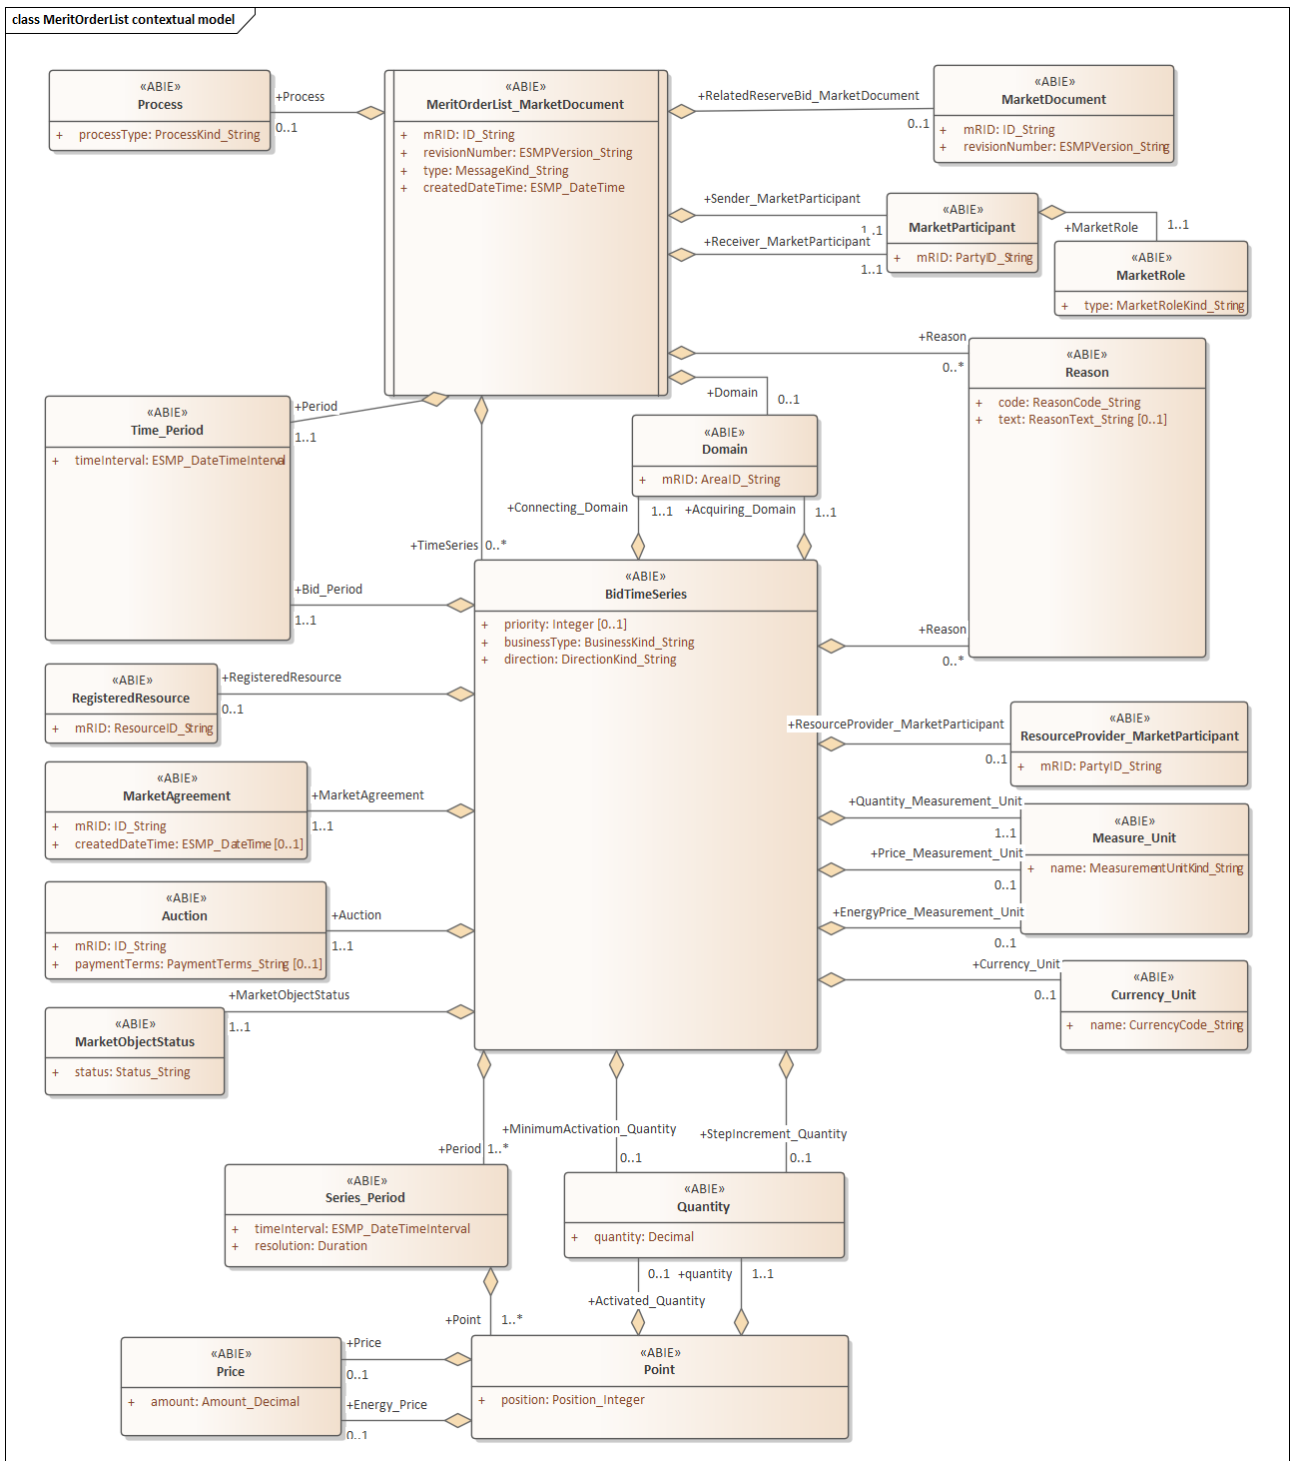 class MeritOrderList contextual model
«ABIE»
Process
+ processType: ProcessKind_String
+Process
0..1
«ABIE»
MeritOrderList_MarketDocument
+ mRID: ID_String
+ revisionNumber: ESMPVersion_String
+ type: MessageKind_String
+ createdDateTime: ESMP_DateTime
+RelatedReserveBid_MarketDocument
0..1
«ABIE»
MarketDocument
+ mRID: ID_String
+ revisionNumber: ESMPVersion_String
+Sender_MarketParticipant
1..1
+Receiver_MarketParticipant
1..1
«ABIE»
MarketParticipant
+ mRID: PartyID_String
+MarketRole
1..1
«ABIE»
MarketRole
+ type: MarketRoleKind_String
+Reason
0..*
«ABIE»
Reason
+ code: ReasonCode_String
+ text: ReasonText_String [0..1]
+Domain
0..1
«ABIE»
Domain
+ mRID: AreaID_String
+Period
1..1
«ABIE»
Time_Period
+ timeInterval: ESMP_DateTimeInterval
+Connecting_Domain
1..1
+Acquiring_Domain
1..1
+TimeSeries
0..*
+Bid_Period
1..1
«ABIE»
BidTimeSeries
+ priority: Integer [0..1]
+ businessType: BusinessKind_String
+ direction: DirectionKind_String
+Reason
0..*
«ABIE»
RegisteredResource
+ mRID: ResourceID_String
+RegisteredResource
0..1
+ResourceProvider_MarketParticipant
0..1
«ABIE»
ResourceProvider_MarketParticipant
+ mRID: PartyID_String
«ABIE»
MarketAgreement
+ mRID: ID_String
+ createdDateTime: ESMP_DateTime [0..1]
+MarketAgreement
1..1
+Quantity_Measurement_Unit
1..1
+Price_Measurement_Unit
0..1
+EnergyPrice_Measurement_Unit
0..1
«ABIE»
Measure_Unit
+ name: MeasurementUnitKind_String
«ABIE»
Auction
+ mRID: ID_String
+ paymentTerms: PaymentTerms_String [0..1]
+Auction
1..1
+Currency_Unit
0..1
«ABIE»
Currency_Unit
+ name: CurrencyCode_String
+MarketObjectStatus
1..1
«ABIE»
MarketObjectStatus
+ status: Status_String
+Period
1..*
+MinimumActivation_Quantity
0..1
+StepIncrement_Quantity
0..1
«ABIE»
Series_Period
+ timeInterval: ESMP_DateTimeInterval
+ resolution: Duration
«ABIE»
Quantity
+ quantity: Decimal
0..1
+quantity
1..1
+Activated_Quantity
+Point
1..*
«ABIE»
Price
+ amount: Amount_Decimal
+Price
0..1
+Energy_Price
0..1
«ABIE»
Point
+ position: Position_Integer